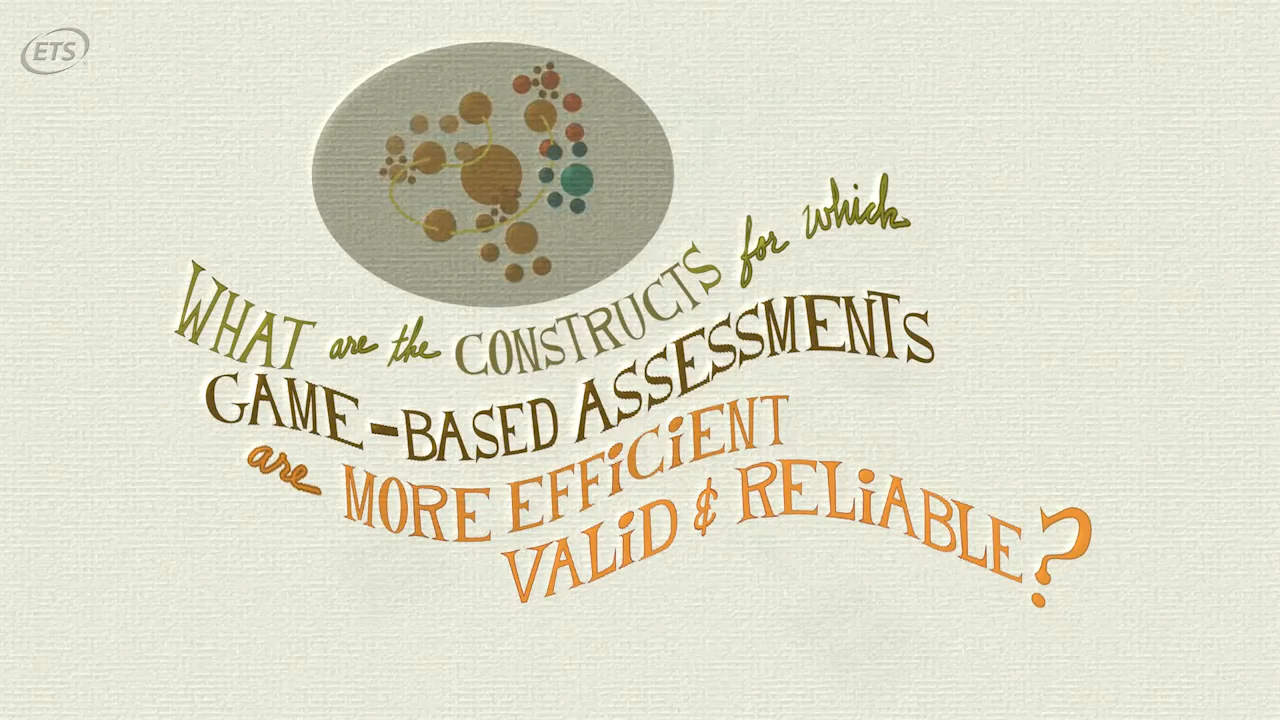 ETS
WHAT are the CONSTRUCTS for which
GAME-BASED ASSESSMENTS
are MORE EFFiCiENT
VALiD & RELiABLE?